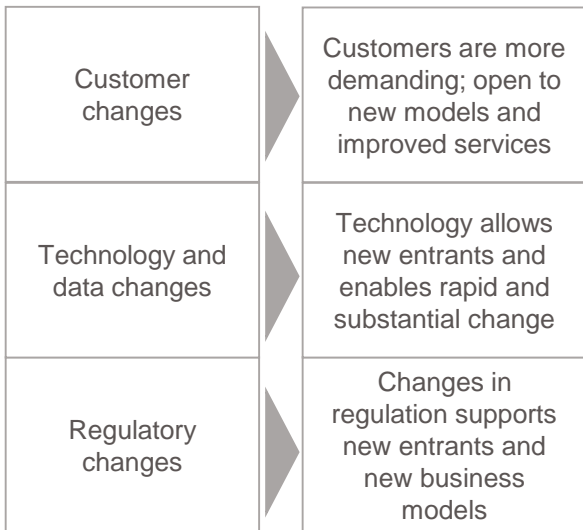 Customer
changes
Customers are more
demanding; open to
new models and
improved services
Technology and
data changes
Technology allows
new entrants and
enables rapid and
substantial change
Regulatory
changes
Changes in
regulation supports
new entrants and
new business
models